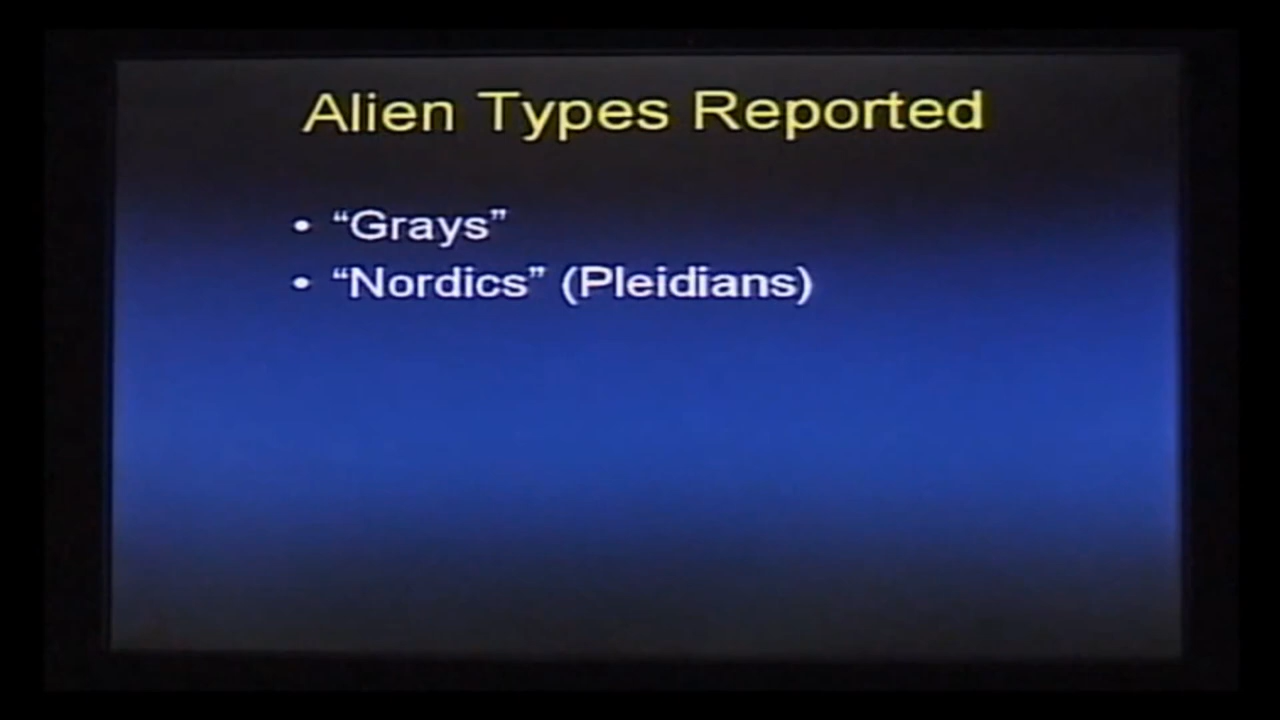 Alien Types Reported
• “Grays”
• “Nordics” (Pleidians)